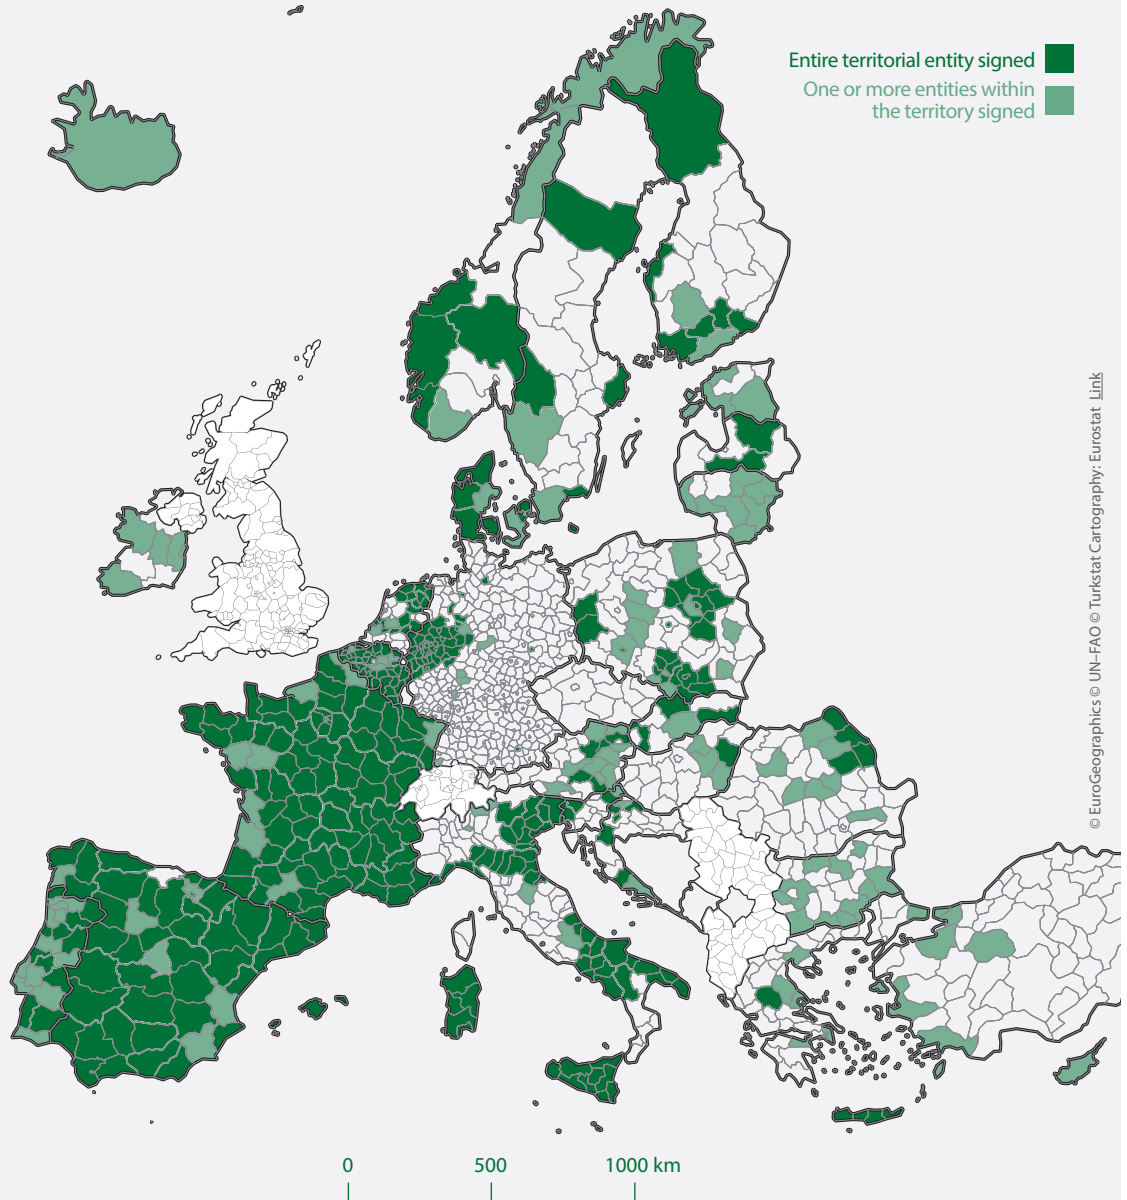 Entire territorial entity signed
One or more entities within
the territory signed
© EuroGeographics © UN–FAO © Turkstat Cartography: Eurostat Link
0 500 1000 km